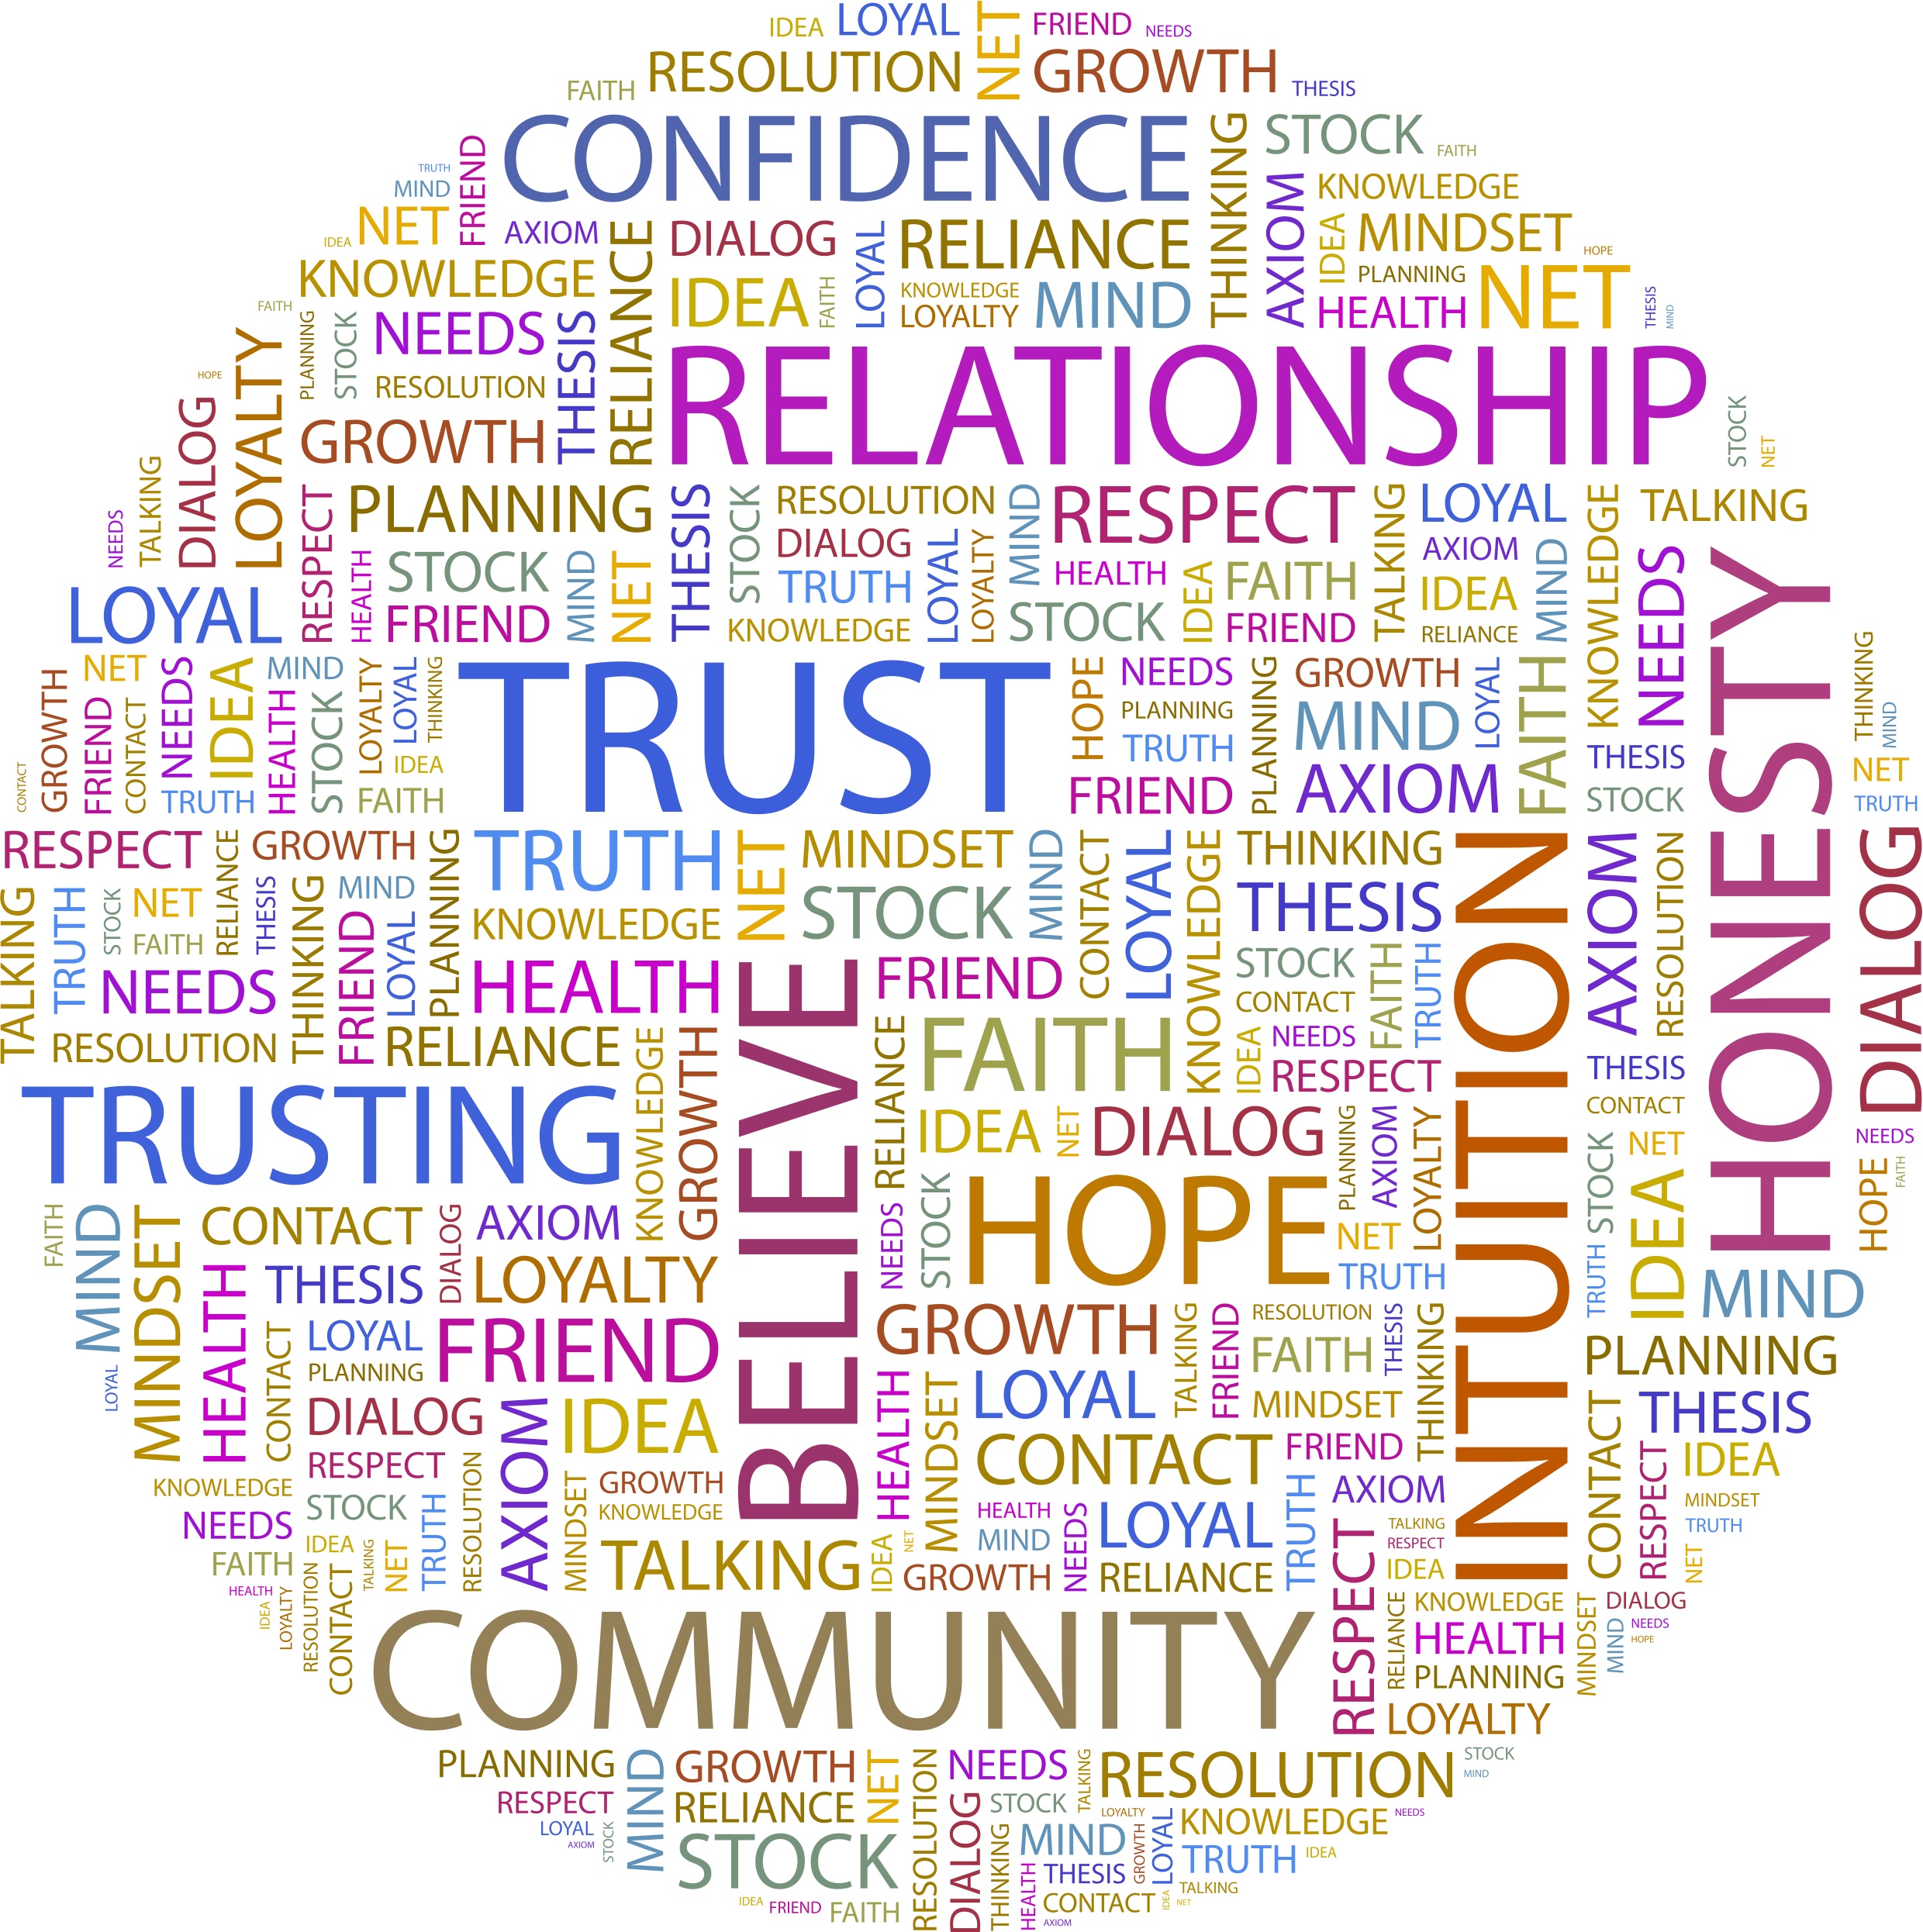 IDEA LOYAL NET FRIEND NEEDS
RESOLUTION GROWTH
FAITH THESIS
CONFIDENCE THINKING STOCK FAITH
TRUTH FRIEND
MIND AXIOM KNOWLEDGE
NET AXIOM RELIANCE DIALOG LOYAL RELIANCE IDEA MINDSET
IDEA HOPE
KNOWLEDGE IDEA FAITH KNOWLEDGE MIND PLANNING NET
FAITH LOYALTY HEALTH THESIS MIND
LOYALTY PLANNING STOCK NEEDS THESIS
RELATIONSHIP
HOPE RESOLUTION
DIALOG GROWTH STOCK NET
TALKING
NEEDS RESPECT PLANNING THESIS STOCK RESOLUTION MIND RESPECT TALKING LOYAL KNOWLEDGE TALKING
DIALOG LOYAL LOYALTY AXIOM MIND NEEDS HONESTY
HEALTH STOCK MIND NET TRUTH HEALTH IDEA FAITH IDEA
LOYAL FRIEND KNOWLEDGE STOCK FRIEND RELIANCE
NET NEEDS IDEA MIND LOYALTY LOYAL THINKING TRUST HOPE NEEDS PLANNING GROWTH LOYAL FAITH THINKING
GROWTH FRIEND CONTACT HEALTH STOCK PLANNING MIND MIND
TRUTH THESIS
CONTACT IDEA AXIOM NET
TRUTH FAITH FRIEND STOCK TRUTH
RESPECT RELIANCE GROWTH PLANNING TRUTH NET MINDSET MIND CONTACT LOYAL KNOWLEDGE THINKING INTUITION AXIOM RESOLUTION DIALOG
TALKING TRUTH STOCK NET THESIS THINKING MIND STOCK THESIS
FAITH FRIEND LOYAL KNOWLEDGE
NEEDS HEALTH BELIEVE FRIEND STOCK FAITH TRUTH
CONTACT
RESOLUTION RELIANCE KNOWLEDGE GROWTH RELIANCE FAITH IDEA NEEDS
RESPECT THESIS
TRUSTING IDEA NET DIALOG PLANNING AXIOM LOYALTY CONTACT
STOCK NET NEEDS
FAITH MIND MINDSET CONTACT DIALOG AXIOM NEEDS STOCK HOPE NET IDEA HOPE FAITH
HEALTH THESIS LOYALTY TRUTH TRUTH MIND
CONTACT LOYAL FRIEND GROWTH TALKING FRIEND RESOLUTION THESIS THINKING
LOYAL PLANNING FAITH PLANNING
DIALOG AXIOM IDEA HEALTH MINDSET LOYAL MINDSET CONTACT THESIS
RESPECT RESOLUTION CONTACT FRIEND RESPECT IDEA
KNOWLEDGE MINDSET GROWTH TRUTH AXIOM MINDSET
NEEDS STOCK TRUTH KNOWLEDGE HEALTH NEEDS LOYAL RESPECT TALKING TRUTH
IDEA TALKING NET TALKING IDEA NET MIND RESPECT NET
FAITH RESOLUTION CONTACT GROWTH RELIANCE IDEA
HEALTH IDEA LOYALTY RELIANCE KNOWLEDGE MINDSET DIALOG
COMMUNITY HEALTH MIND NEEDS
HOPE
PLANNING
LOYALTY
PLANNING MIND GROWTH NET RESOLUTION NEEDS TALKING RESOLUTION STOCK
MIND
RESPECT RELIANCE DIALOG STOCK LOYALTY LOYAL KNOWLEDGE NEEDS
LOYAL STOCK THINKING MIND GROWTH
AXIOM STOCK TRUTH IDEA
HEALTH THESIS
IDEA FRIEND FAITH CONTACT IDEA TALKING
NET
AXIOM